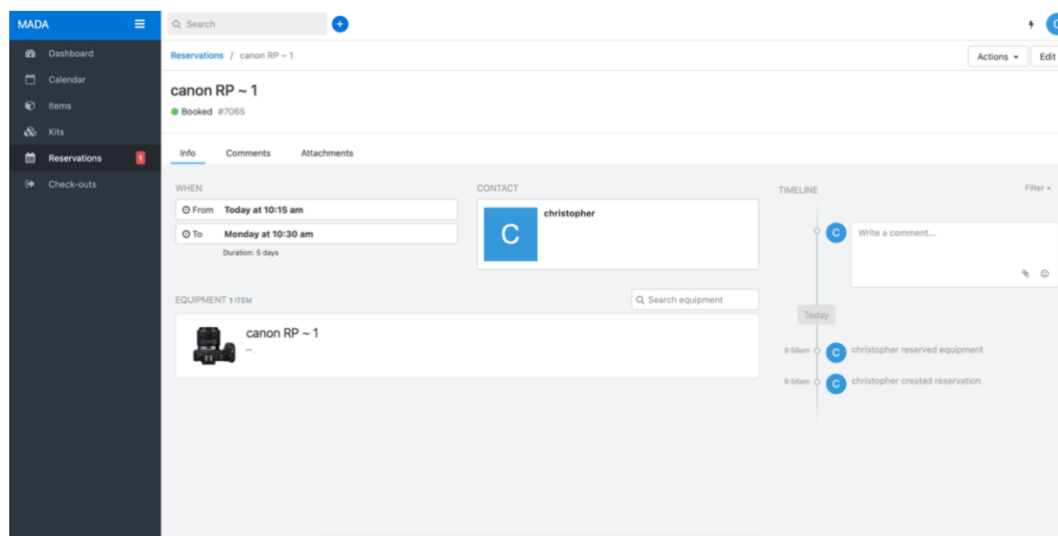 MADA
Search
Dashboard
Calendar
Items
Kits
Reservations 1
Check-outs
Reservations / canon RP ~ 1
Actions
Edit
canon RP ~ 1
Booked #7065
Info Comments Attachments
WHEN
From Today at 10:15 am
To Monday at 10:30 am
Duration: 5 days
CONTACT
C
christopher
EQUIPMENT 1 ITEM
Search equipment
canon RP ~ 1
TIMELINE
Filter
C
Write a comment...
Today
9:58am C christopher reserved equipment
9:56am C christopher created reservation